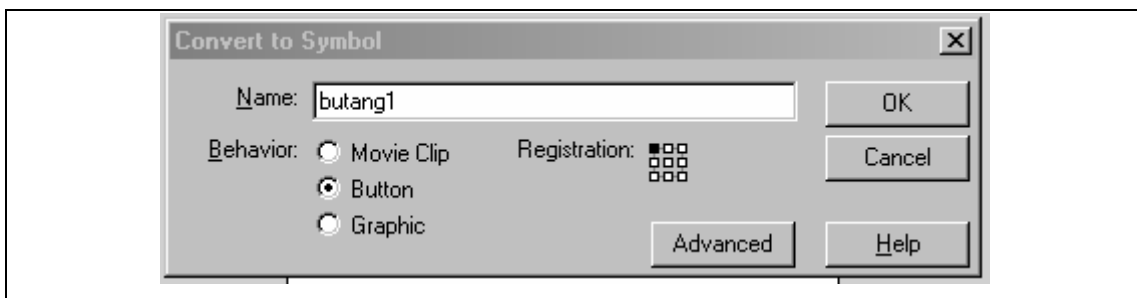 Convert to Symbol
Name: butang1 OK
Behavior: Movie Clip Registration: Cancel
Button
Graphic
Advanced Help